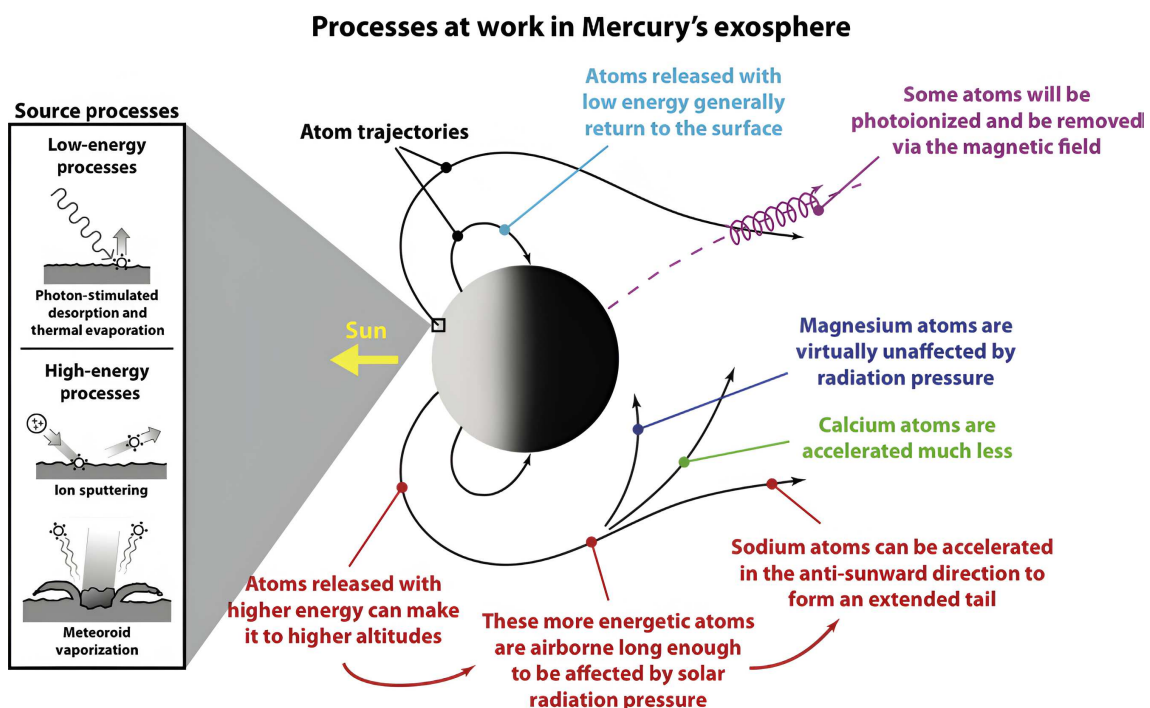 Processes at work in Mercury's exosphere
Source processes
Low-energy
processes
Photon-stimulated
desorption and
thermal evaporation
High-energy
processes
Ion sputtering
Meteoroid
vaporization
Atom trajectories
Atoms released with
low energy generally
return to the surface
Some atoms will be
photoionized and be removed
via the magnetic field
Sun
Magnesium atoms are
virtually unaffected by
radiation pressure
Calcium atoms are
accelerated much less
Sodium atoms can be accelerated
in the anti-sunward direction to
form an extended tail
Atoms released with
higher energy can make
it to higher altitudes
These more energetic atoms
are airborne long enough
to be affected by solar
radiation pressure